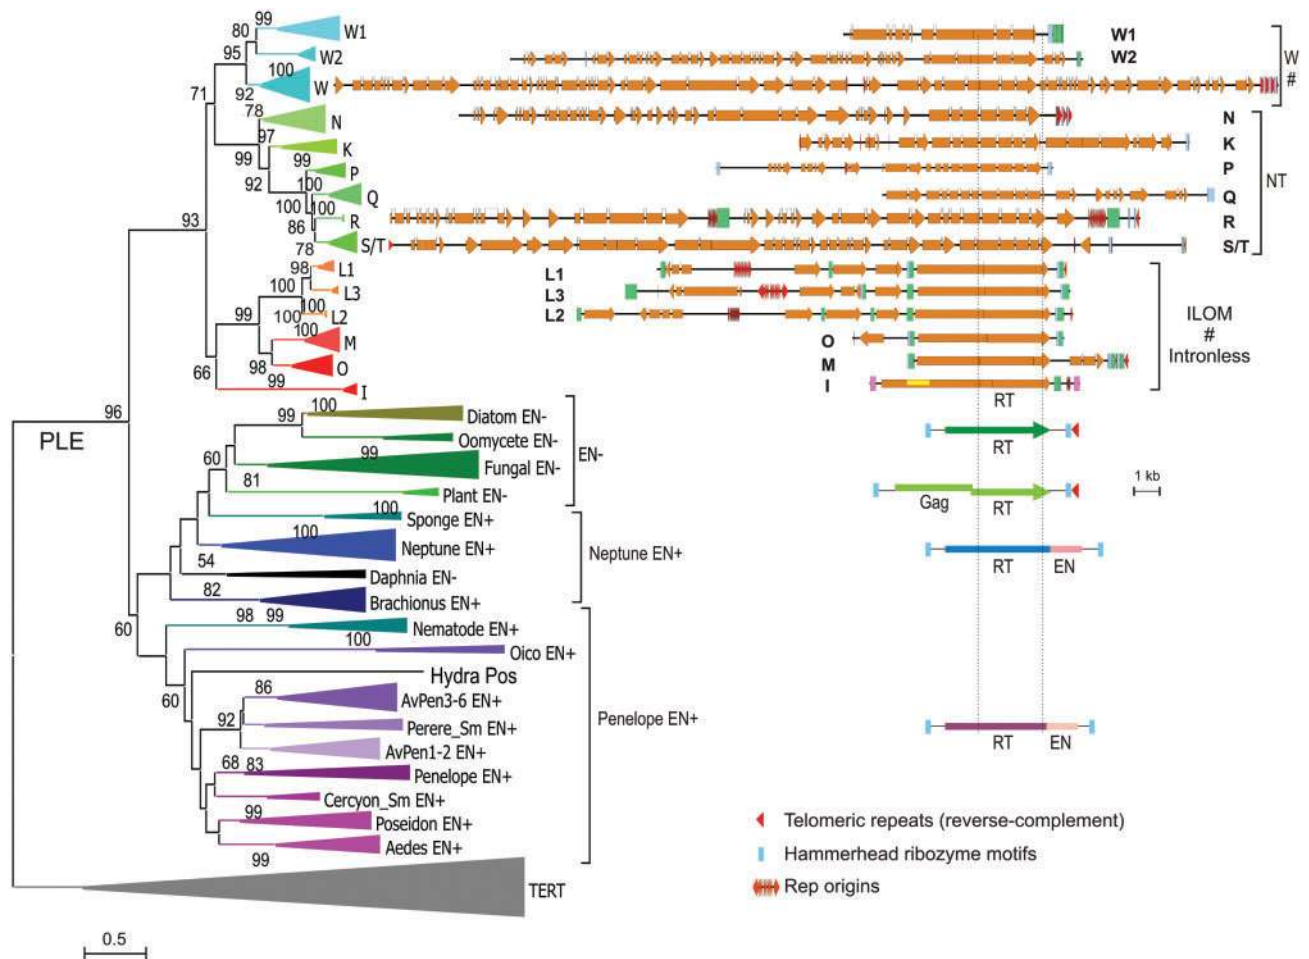 99
80
W1
95
W2
100
W
92
71
78
N
97
K
99
99
P
92
100
Q
100
100
R
86
78
S/T
93
98
L1
100
L3
100
99
100
L2
100
M
98
O
99
66
I
96
PLE
100
99
Diatom EN-
Oomycete EN-
99
60
Fungal EN-
81
Plant EN-
100
Sponge EN+
100
Neptune EN+
54
Daphnia EN-
82
Brachionus EN+
60
98 99
Nematode EN+
100
Oico EN+
Hydra Pos
60
86
AvPen3-6 EN+
92
Perere_Sm EN+
AvPen1-2 EN+
68 83
Penelope EN+
Cercyon_Sm EN+
99
Poseidon EN+
Aedes EN+
99
TERT
0.5
EN-
Neptune EN+
Penelope EN+
W1
W2
W
#
N
K
P
Q
R
S/T
NT
L1
L3
L2
O
M
I
ILOM
#
Intronless
RT
RT
1 kb
Gag
RT
RT EN
RT EN
Telomeric repeats (reverse-complement)
Hammerhead ribozyme motifs
Rep origins